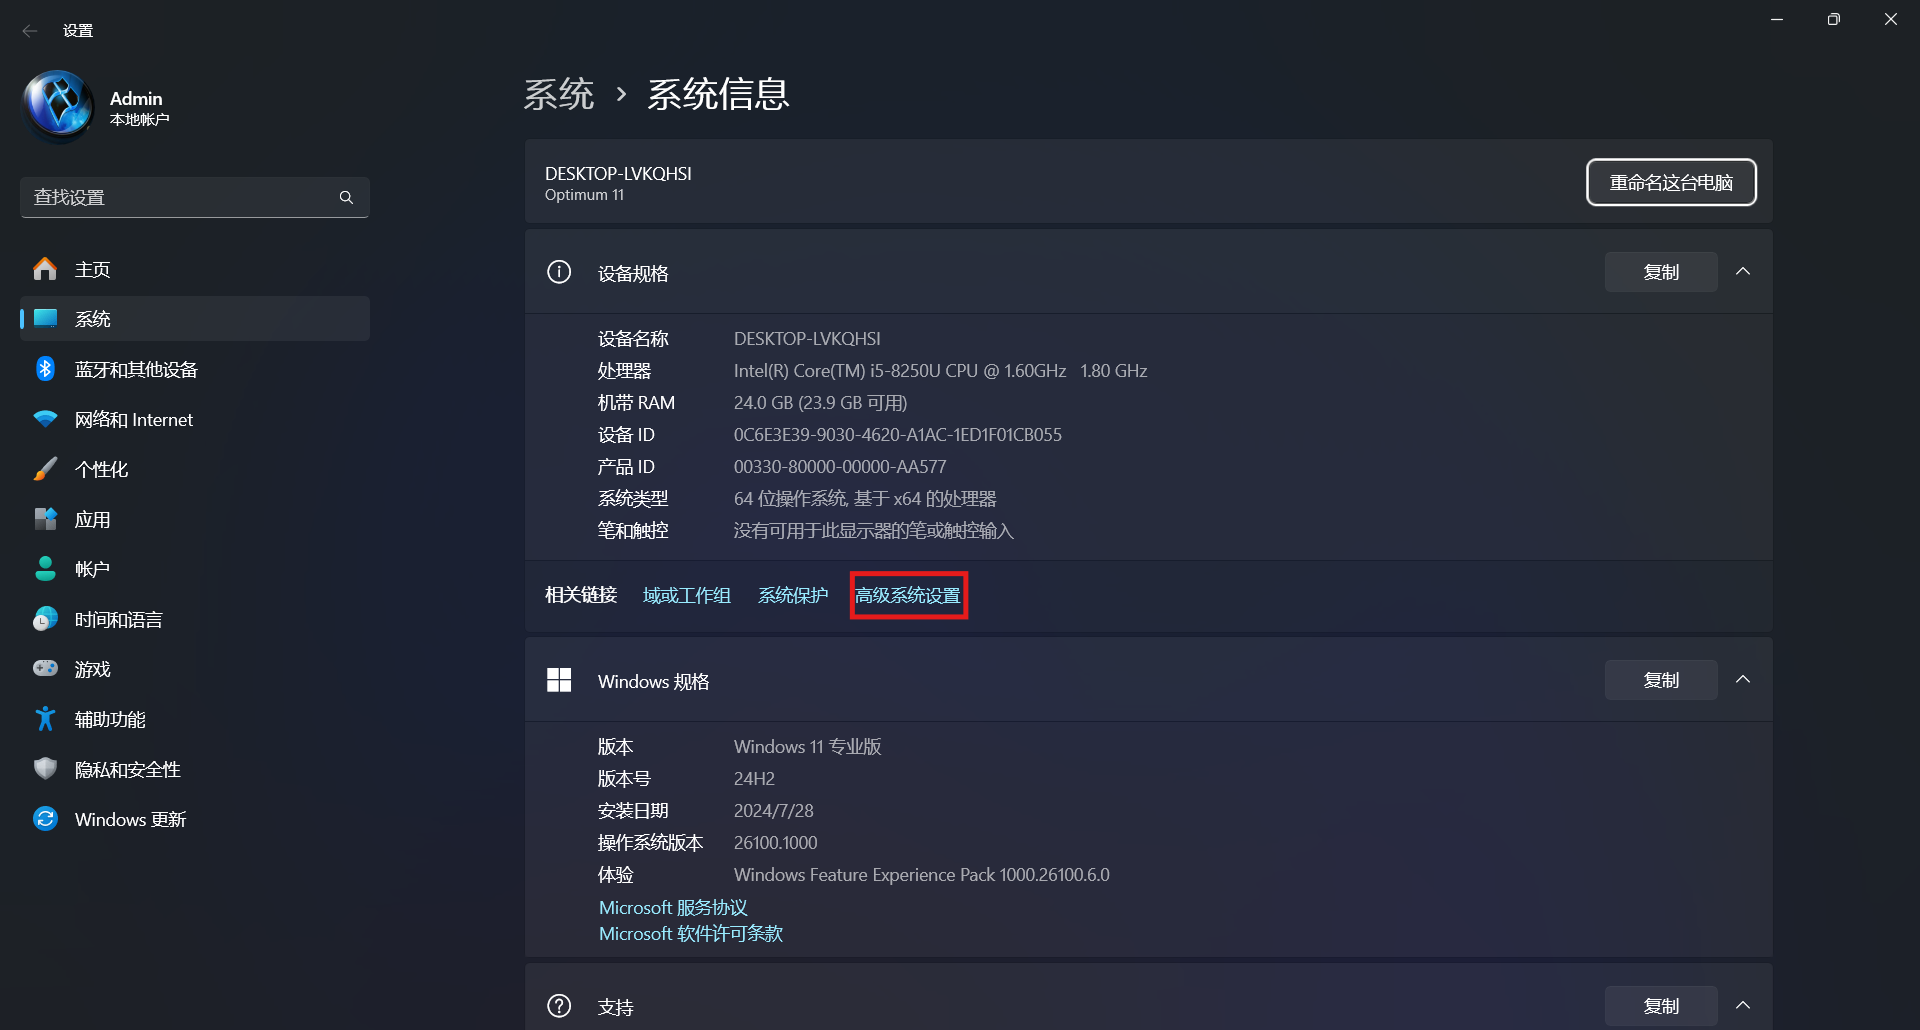 设置
Admin
本地帐户
查找设置
主页
系统
蓝牙和其他设备
网络和 Internet
个性化
应用
帐户
时间和语言
游戏
辅助功能
隐私和安全性
Windows 更新
系统 › 系统信息
DESKTOP-LVKQHSI
Optimum 11
重命名这台电脑
设备规格
复制
设备名称 DESKTOP-LVKQHSI
处理器 Intel(R) Core(TM) i5-8250U CPU @ 1.60GHz 1.80 GHz
机带 RAM 24.0 GB (23.9 GB 可用)
设备 ID 0C6E3E39-9030-4620-A1AC-1ED1F01CB055
产品 ID 00330-80000-00000-AA577
系统类型 64 位操作系统, 基于 x64 的处理器
笔和触控 没有可用于此显示器的笔或触控输入
相关链接 域或工作组 系统保护 高级系统设置
Windows 规格
复制
版本 Windows 11 专业版
版本号 24H2
安装日期 2024/7/28
操作系统版本 26100.1000
体验 Windows Feature Experience Pack 1000.26100.6.0
Microsoft 服务协议
Microsoft 软件许可条款
支持
复制